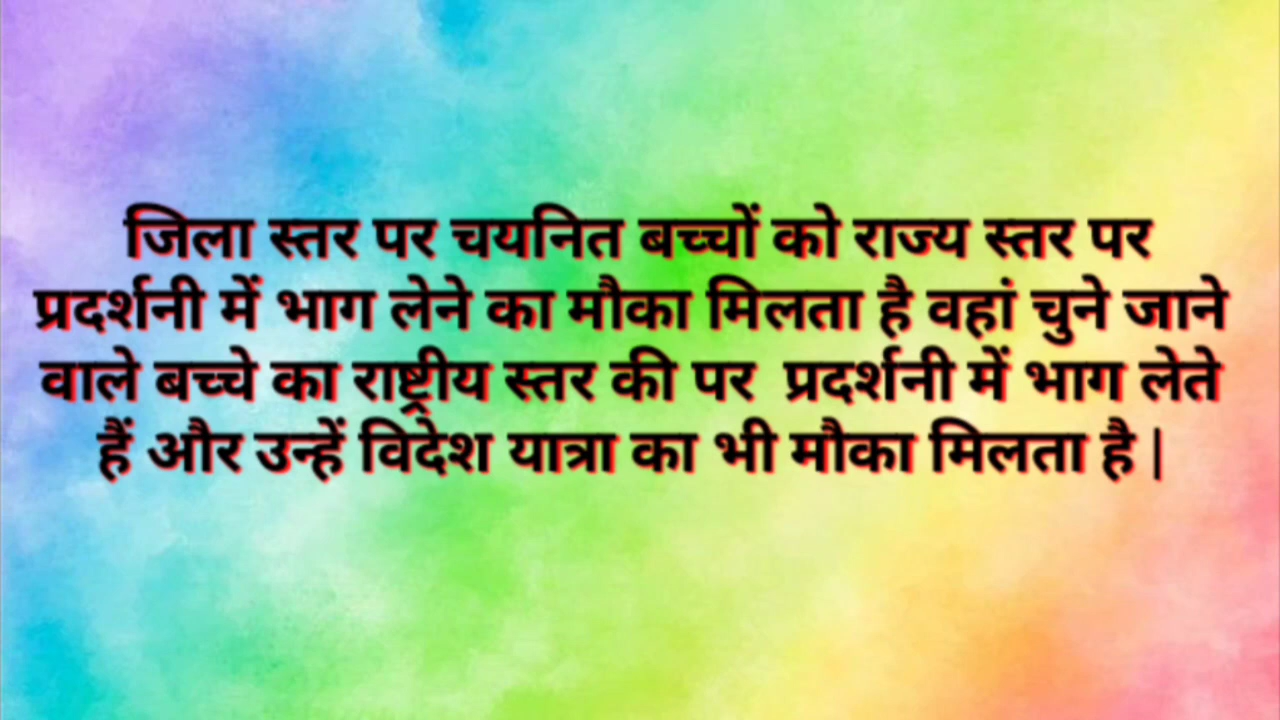 जिला स्तर पर चयनित बच्चों को राज्य स्तर पर
प्रदर्शनी में भाग लेने का मौका मिलता है वहां चुने जाने
वाले बच्चे का राष्ट्रीय स्तर की पर प्रदर्शनी में भाग लेते
हैं और उन्हें विदेश यात्रा का भी मौका मिलता है |